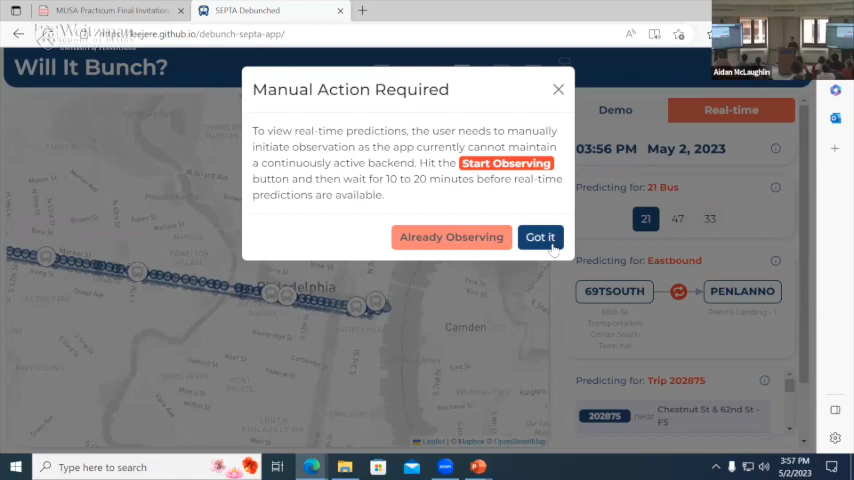 MUSA Practicum Final Invitation
SEPTA Debunched
Weitzman
leejere.github.io/debunch-septa-app/
Aidan McLaughlin
Will It Bunch?
Manual Action Required
To view real-time predictions, the user needs to manually
initiate observation as the app currently cannot maintain
a continuously active backend. Hit the Start Observing
button and then wait for 10 to 20 minutes before real-time
predictions are available.
Already Observing
Got it
Demo
Real-time
03:56 PM May 2, 2023
Predicting for: 21 Bus
21
47
33
Predicting for: Eastbound
69TSOUTH
PENLANNO
69th St
Transportation
Center South
Terminal
Penns Landing - 1
Predicting for: Trip 202875
202875 near
Chestnut St & 62nd St -
FS
W Girard Ave
Market St
Philadelphia
Camden
Leaflet | © Mapbox © OpenStreetMap
Type here to search
3:57 PM
5/2/2023